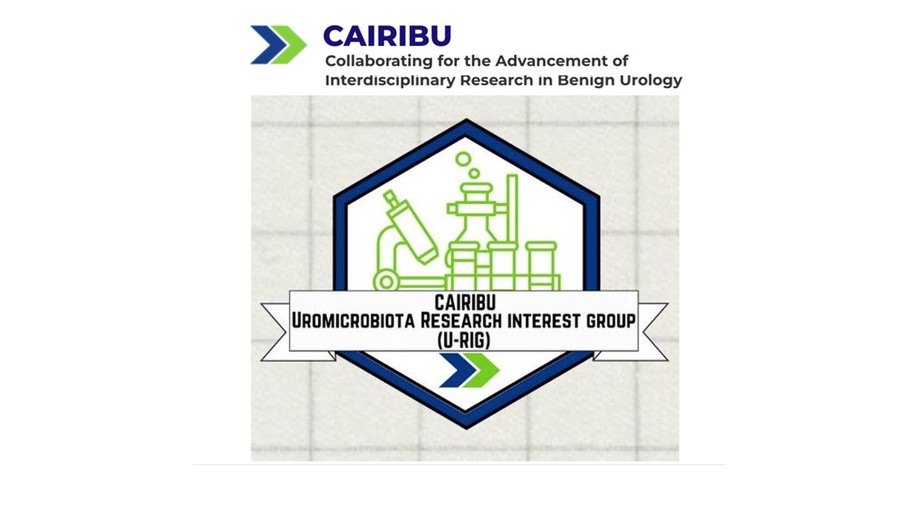 CAIRIBU
Collaborating for the Advancement of
Interdisciplinary Research in Benign Urology
CAIRIBU
UROMICROBIOTA RESEARCH INTEREST GROUP
(U-RIG)